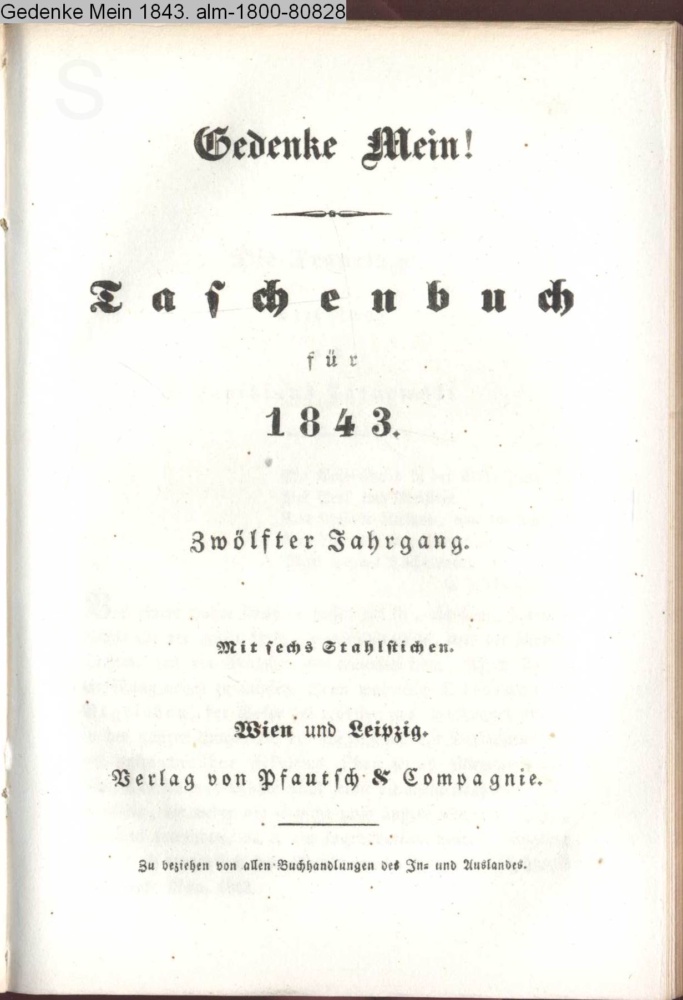 Gedenke Mein 1843. alm-1800-80828
S
Gedenke Mein!
Taschenbuch
für
1843.
Zwölfter Jahrgang.
Mit sechs Stahlstichen.
Wien und Leipzig.
Verlag von Pfautsch & Compagnie.
Zu beziehen von allen Buchhandlungen des In- und Auslandes.